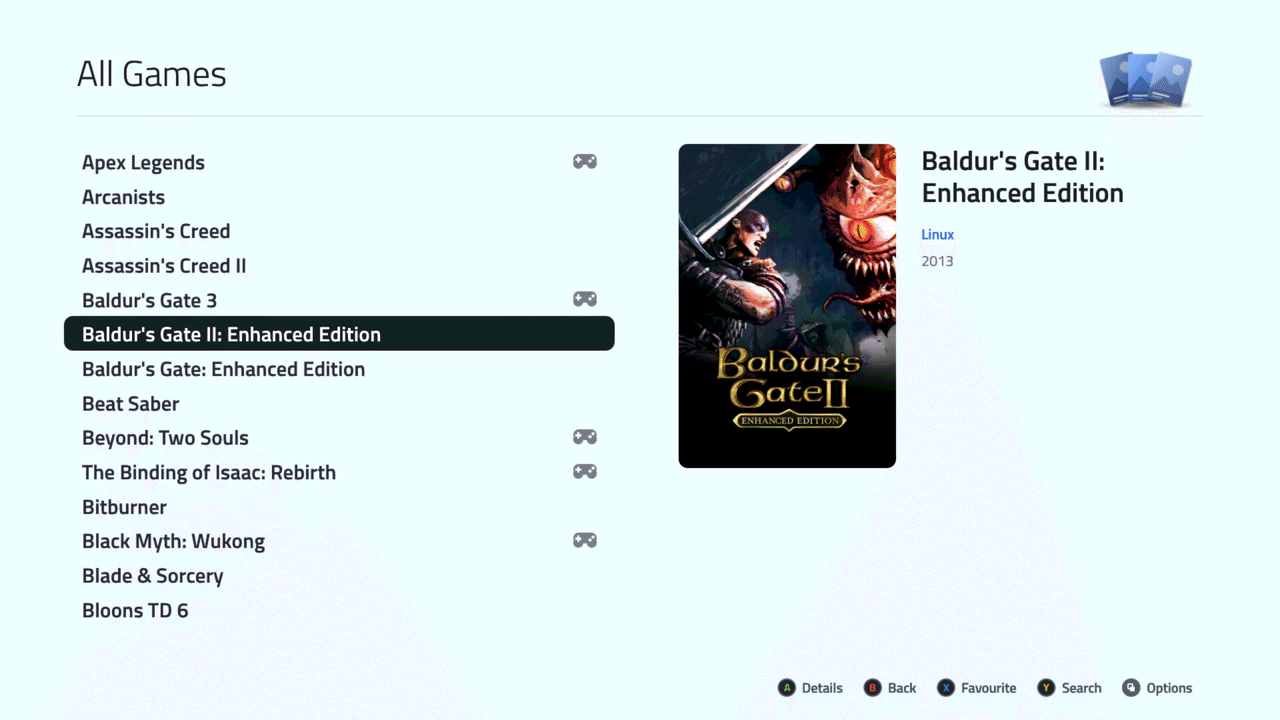 All Games
Apex Legends
Arcanists
Assassin's Creed
Assassin's Creed II
Baldur's Gate 3
Baldur's Gate II: Enhanced Edition
Baldur's Gate: Enhanced Edition
Beat Saber
Beyond: Two Souls
The Binding of Isaac: Rebirth
Bitburner
Black Myth: Wukong
Blade & Sorcery
Bloons TD 6
Baldur's
Gate II
ENHANCED EDITION
Baldur's Gate II:
Enhanced Edition
Linux
2013
A Details B Back X Favourite Y Search Options